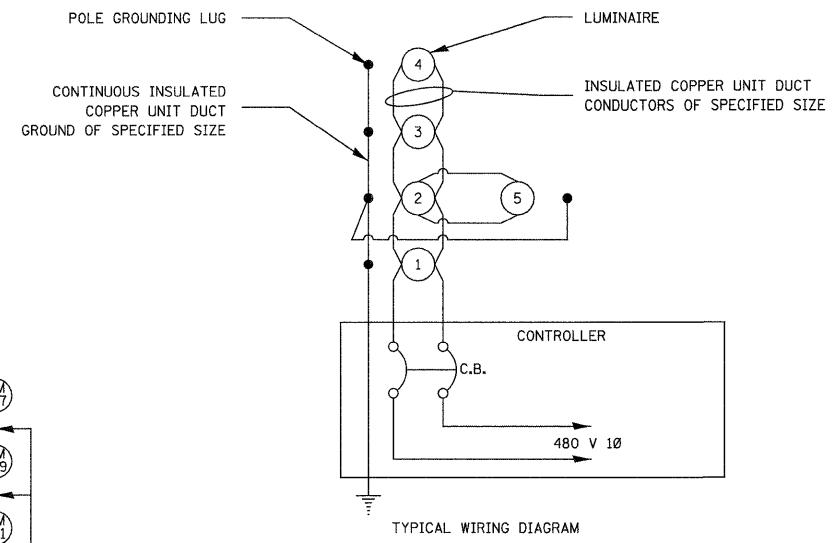 POLE GROUNDING LUG
LUMINAIRE
4
CONTINUOUS INSULATED
COPPER UNIT DUCT
GROUND OF SPECIFIED SIZE
INSULATED COPPER UNIT DUCT
CONDUCTORS OF SPECIFIED SIZE
3
2
5
1
CONTROLLER
C.B.
480 V 1Ø
TYPICAL WIRING DIAGRAM